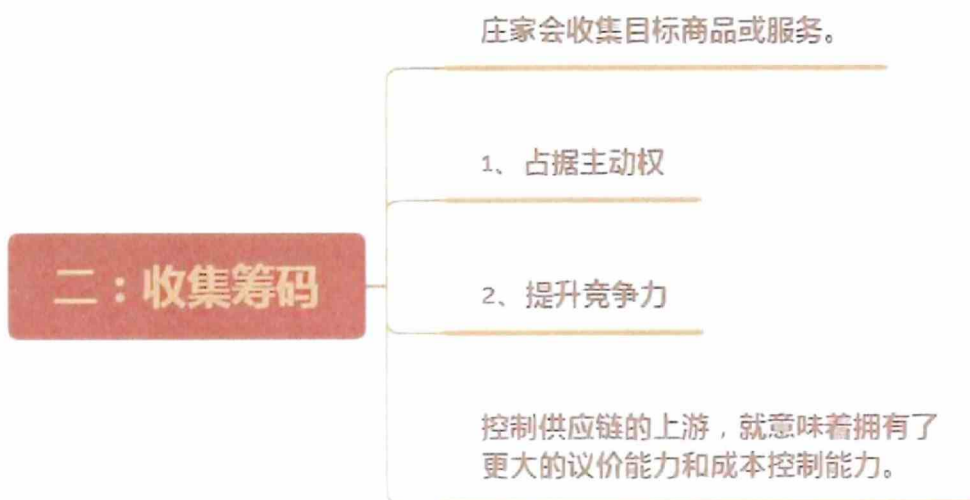 庄家会收集目标商品或服务。
1、占据主动权
二：收集筹码
2、提升竞争力
控制供应链的上游，就意味着拥有了
更大的议价能力和成本控制能力。